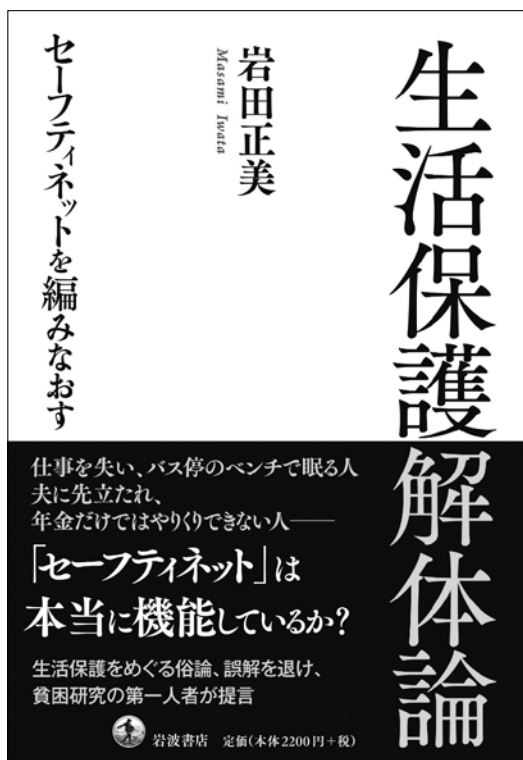 生活保護解体論
岩田正美
Masami Iwata
セーフティネットを編みなおす
仕事を失い、バス停のベンチで眠る人
夫に先立たれ、
年金だけではやりくりできない人——
「セーフティネット」は
本当に機能しているか?
生活保護をめぐる俗論、誤解を退け、
貧困研究の第一人者が提言
岩波書店 定価(本体2200円+税)